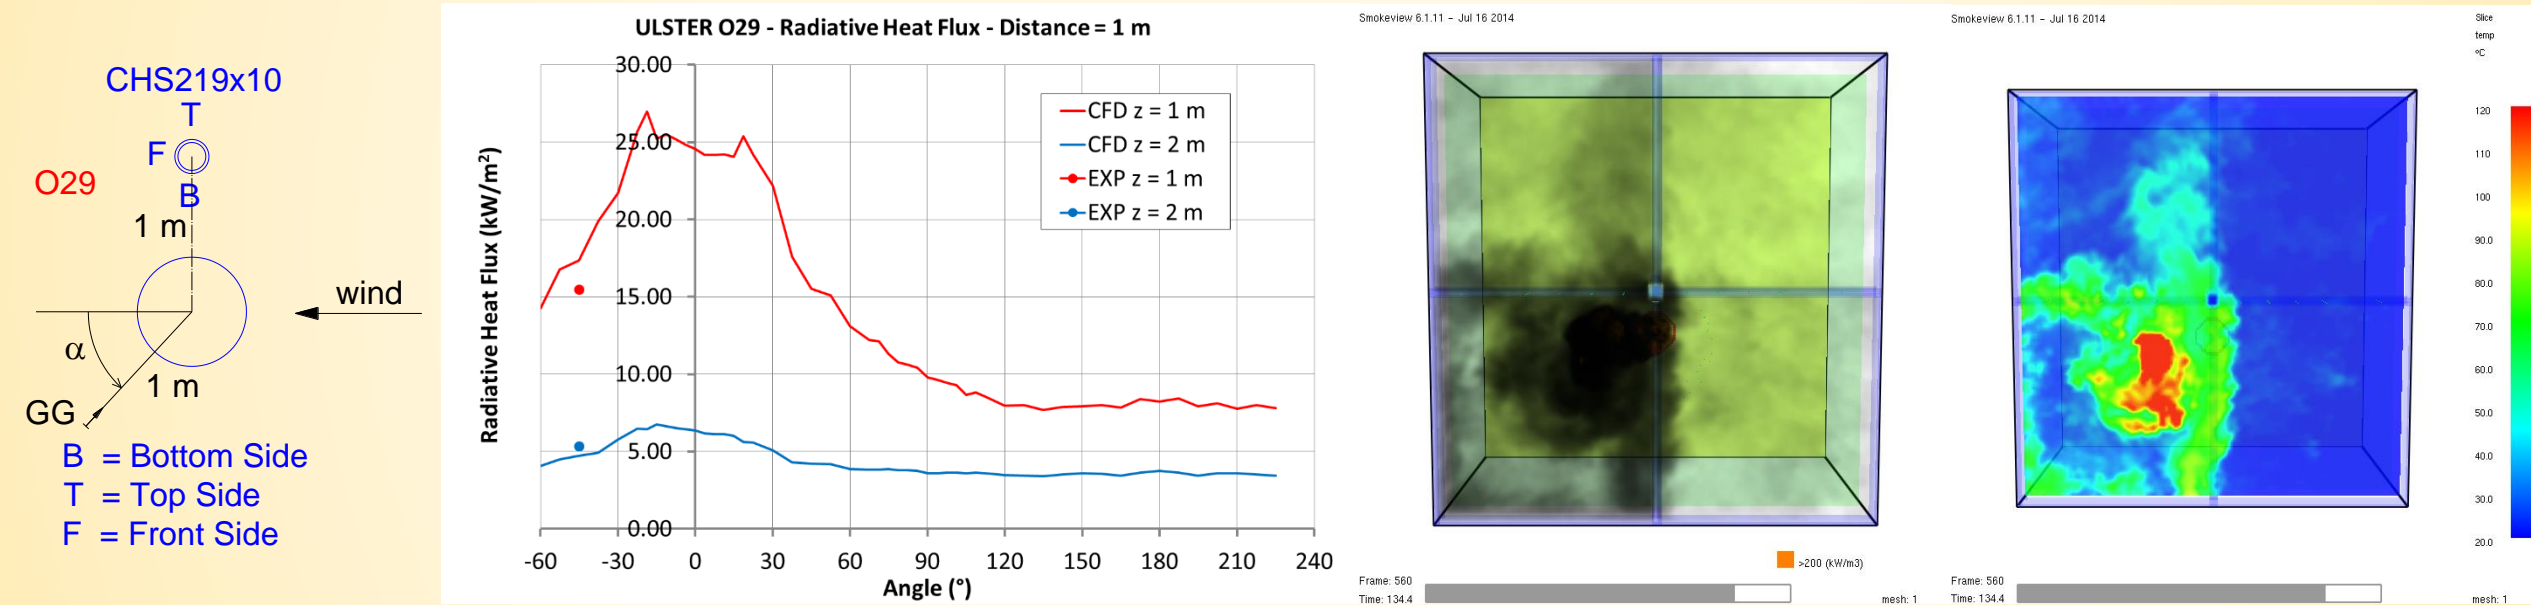 CHS219x10
T
F
O29
B
1 m
wind
α
1 m
GG
B = Bottom Side
T = Top Side
F = Front Side
ULSTER O29 - Radiative Heat Flux - Distance = 1 m
Radiative Heat Flux (kW/m²)
30.00
25.00
20.00
15.00
10.00
5.00
0.00
-60 -30 0 30 60 90 120 150 180 210 240
Angle (°)
CFD z = 1 m
CFD z = 2 m
EXP z = 1 m
EXP z = 2 m
Smokeview 6.1.11 - Jul 16 2014
>200 (kW/m3)
Frame: 560
Time: 134.4
mesh: 1
Smokeview 6.1.11 - Jul 16 2014
Slice
temp
°C
120
110
100
90.0
80.0
70.0
60.0
50.0
40.0
30.0
20.0
Frame: 560
Time: 134.4
mesh: 1